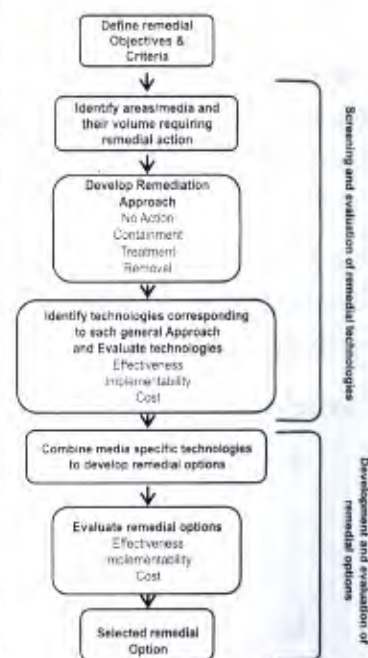 Define remedial
Objectives &
Criteria
Identify areas/media and
their volume requiring
remedial action
Develop Remediation
Approach
No Action
Containment
Treatment
Removal
Identify technologies corresponding
to each general Approach
and Evaluate technologies
Effectiveness
Implementability
Cost
Screening and evaluation of remedial technologies
Combine media specific technologies
to develop remedial options
Evaluate remedial options
Effectiveness
Implementability
Cost
Selected remedial
Option
Development and evaluation of
remedial options